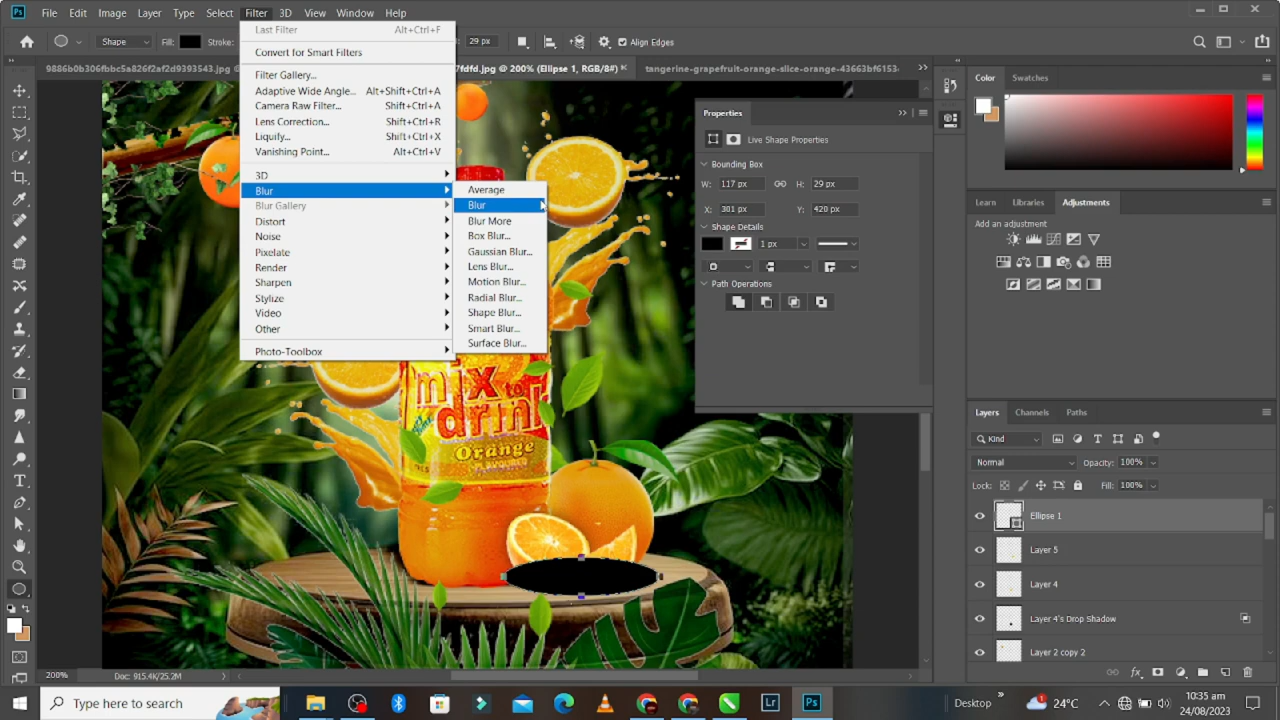 Ps File Edit Image Layer Type Select Filter 3D View Window Help
Shape Fill: Stroke: 29 px Align Edges
9886b0b306fbbc5a826f2af2d9393543.jpg @ 7fdfd.jpg @ 200% (Ellipse 1, RGB/8#) × tangerine-grapefruit-orange-slice-orange-43663bf6153-
Last Filter Alt+Ctrl+F
Convert for Smart Filters
Filter Gallery...
Adaptive Wide Angle... Alt+Shift+Ctrl+A
Camera Raw Filter... Shift+Ctrl+A
Lens Correction... Shift+Ctrl+R
Liquify... Shift+Ctrl+X
Vanishing Point... Alt+Ctrl+V
3D
Blur
Blur Gallery
Distort
Noise
Pixelate
Render
Sharpen
Stylize
Video
Other
Photo-Toolbox
Average
Blur
Blur More
Box Blur...
Gaussian Blur...
Lens Blur...
Motion Blur...
Radial Blur...
Shape Blur...
Smart Blur...
Surface Blur...
mix to
drink
Orange
FLAVOURED
Properties
Live Shape Properties
Bounding Box
W: 117 px H: 29 px
X: 301 px Y: 420 px
Shape Details
1 px
Path Operations
Color Swatches
Learn Libraries Adjustments
Add an adjustment
Layers Channels Paths
Kind
Normal Opacity: 100%
Lock: Fill: 100%
Ellipse 1
Layer 5
Layer 4
Layer 4's Drop Shadow
Layer 2 copy 2
200% Doc: 915.4K/25.2M
Type here to search
Lr Ps
Desktop 24°C
10:35 am
24/08/2023